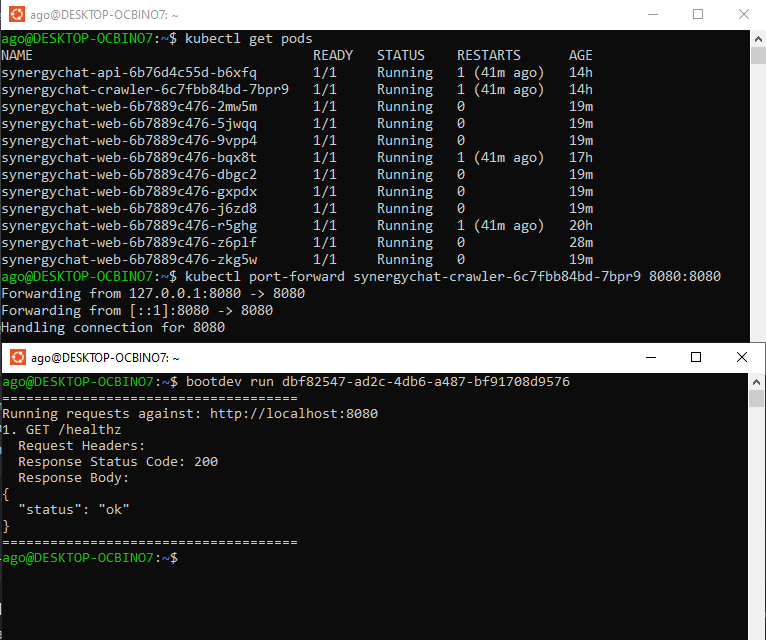 ago@DESKTOP-OCBINO7: ~
ago@DESKTOP-OCBINO7:~$ kubectl get pods
NAME READY STATUS RESTARTS AGE
synergychat-api-6b76d4c55d-b6xfq 1/1 Running 1 (41m ago) 14h
synergychat-crawler-6c7fbb84bd-7bpr9 1/1 Running 1 (41m ago) 14h
synergychat-web-6b7889c476-2mw5m 1/1 Running 0 19m
synergychat-web-6b7889c476-5jwqq 1/1 Running 0 19m
synergychat-web-6b7889c476-9vpp4 1/1 Running 0 19m
synergychat-web-6b7889c476-bqx8t 1/1 Running 1 (41m ago) 17h
synergychat-web-6b7889c476-dbgc2 1/1 Running 0 19m
synergychat-web-6b7889c476-gxpdx 1/1 Running 0 19m
synergychat-web-6b7889c476-j6zd8 1/1 Running 0 19m
synergychat-web-6b7889c476-r5ghg 1/1 Running 1 (41m ago) 20h
synergychat-web-6b7889c476-z6plf 1/1 Running 0 28m
synergychat-web-6b7889c476-zkg5w 1/1 Running 0 19m
ago@DESKTOP-OCBINO7:~$ kubectl port-forward synergychat-crawler-6c7fbb84bd-7bpr9 8080:8080
Forwarding from 127.0.0.1:8080 -> 8080
Forwarding from [::1]:8080 -> 8080
Handling connection for 8080
ago@DESKTOP-OCBINO7: ~
ago@DESKTOP-OCBINO7:~$ bootdev run dbf82547-ad2c-4db6-a487-bf91708d9576
=====================================
Running requests against: http://localhost:8080
1. GET /healthz
Request Headers:
Response Status Code: 200
Response Body:
{
"status": "ok"
}
=====================================
ago@DESKTOP-OCBINO7:~$